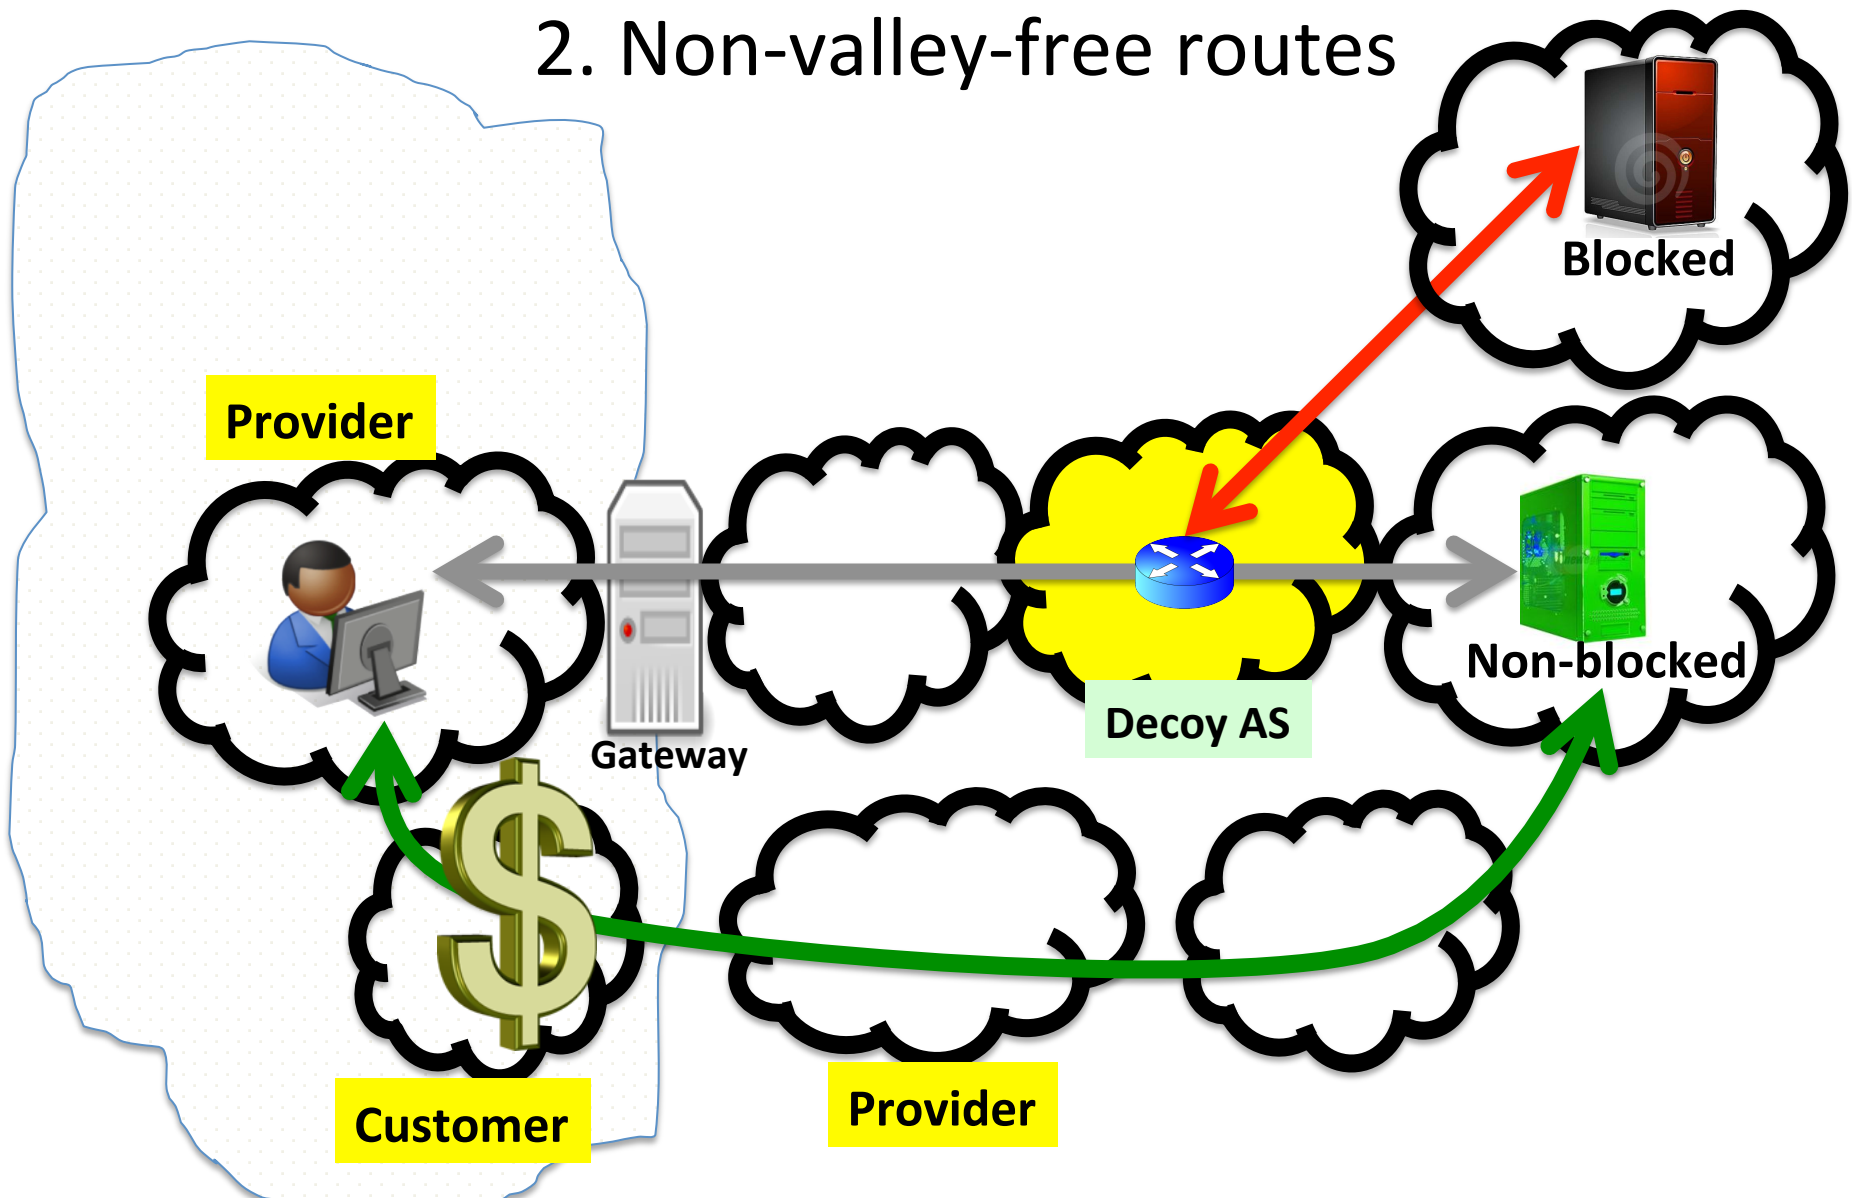 2. Non-valley-free routes
Blocked
Provider
Non-blocked
Decoy AS
Gateway
Customer
Provider